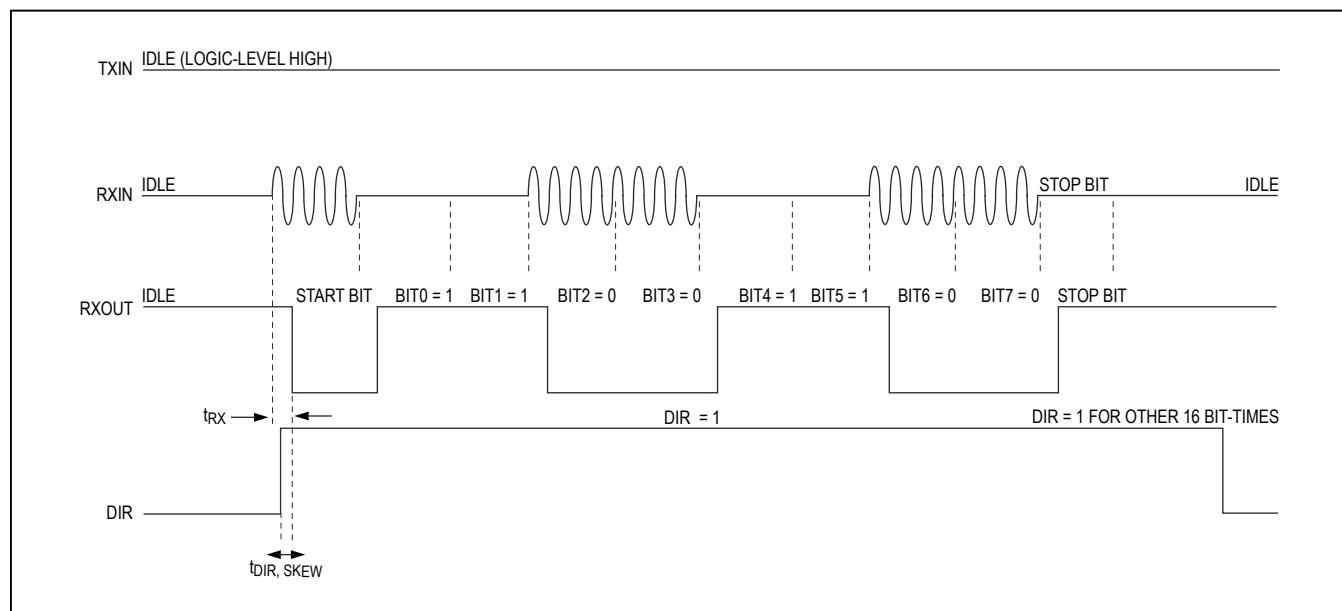 IDLE (LOGIC-LEVEL HIGH)
TXIN
IDLE
RXIN
STOP BIT
IDLE
IDLE
RXOUT
START BIT
BIT0 = 1
BIT1 = 1
BIT2 = 0
BIT3 = 0
BIT4 = 1
BIT5 = 1
BIT6 = 0
BIT7 = 0
STOP BIT
tRX
DIR = 1
DIR = 1 FOR OTHER 16 BIT-TIMES
DIR
tDIR, SKEW